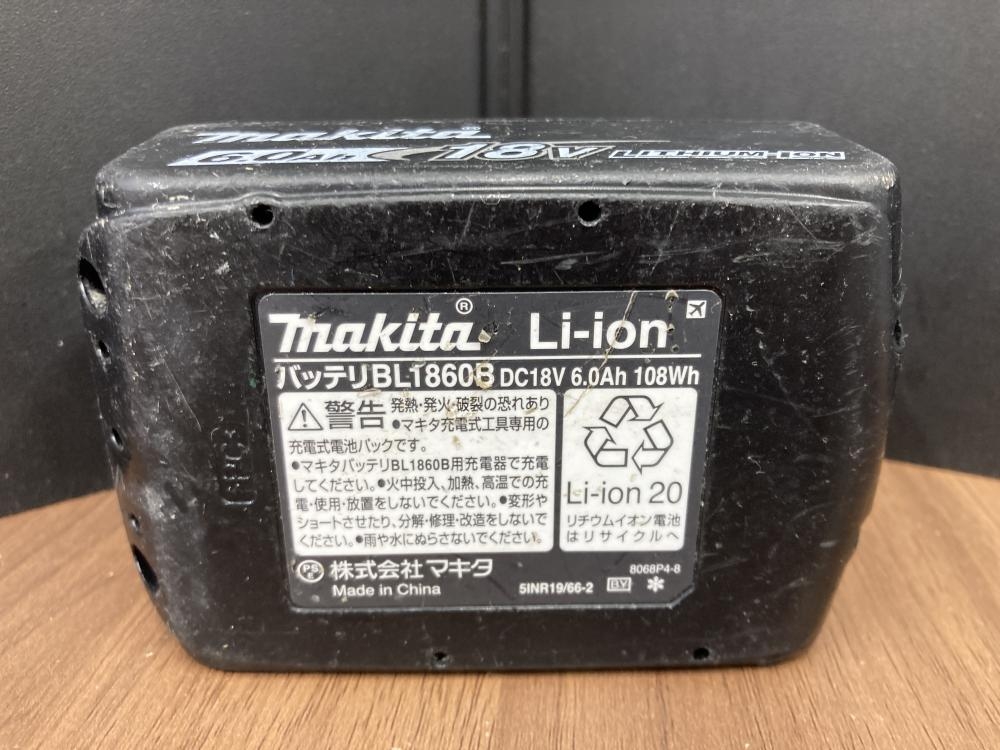 makita®
6.0Ah 18V LITHIUM-ION
makita® Li-ion
バッテリBL1860B DC18V 6.0Ah 108Wh
警告 発熱・発火・破裂の恐れあり
●マキタ充電式工具専用の
充電式電池パックです。
●マキタバッテリBL1860B用充電器で充電
してください。●火中投入、加熱、高温での充
電・使用・放置をしないでください。●変形や
ショートさせたり、分解・修理・改造をしないで
ください。●雨や水にぬらさないでください。
Li-ion 20
リチウムイオン電池
はリサイクルへ
PS
E 株式会社マキタ
Made in China
8068P4-8
5INR19/66-2 BV